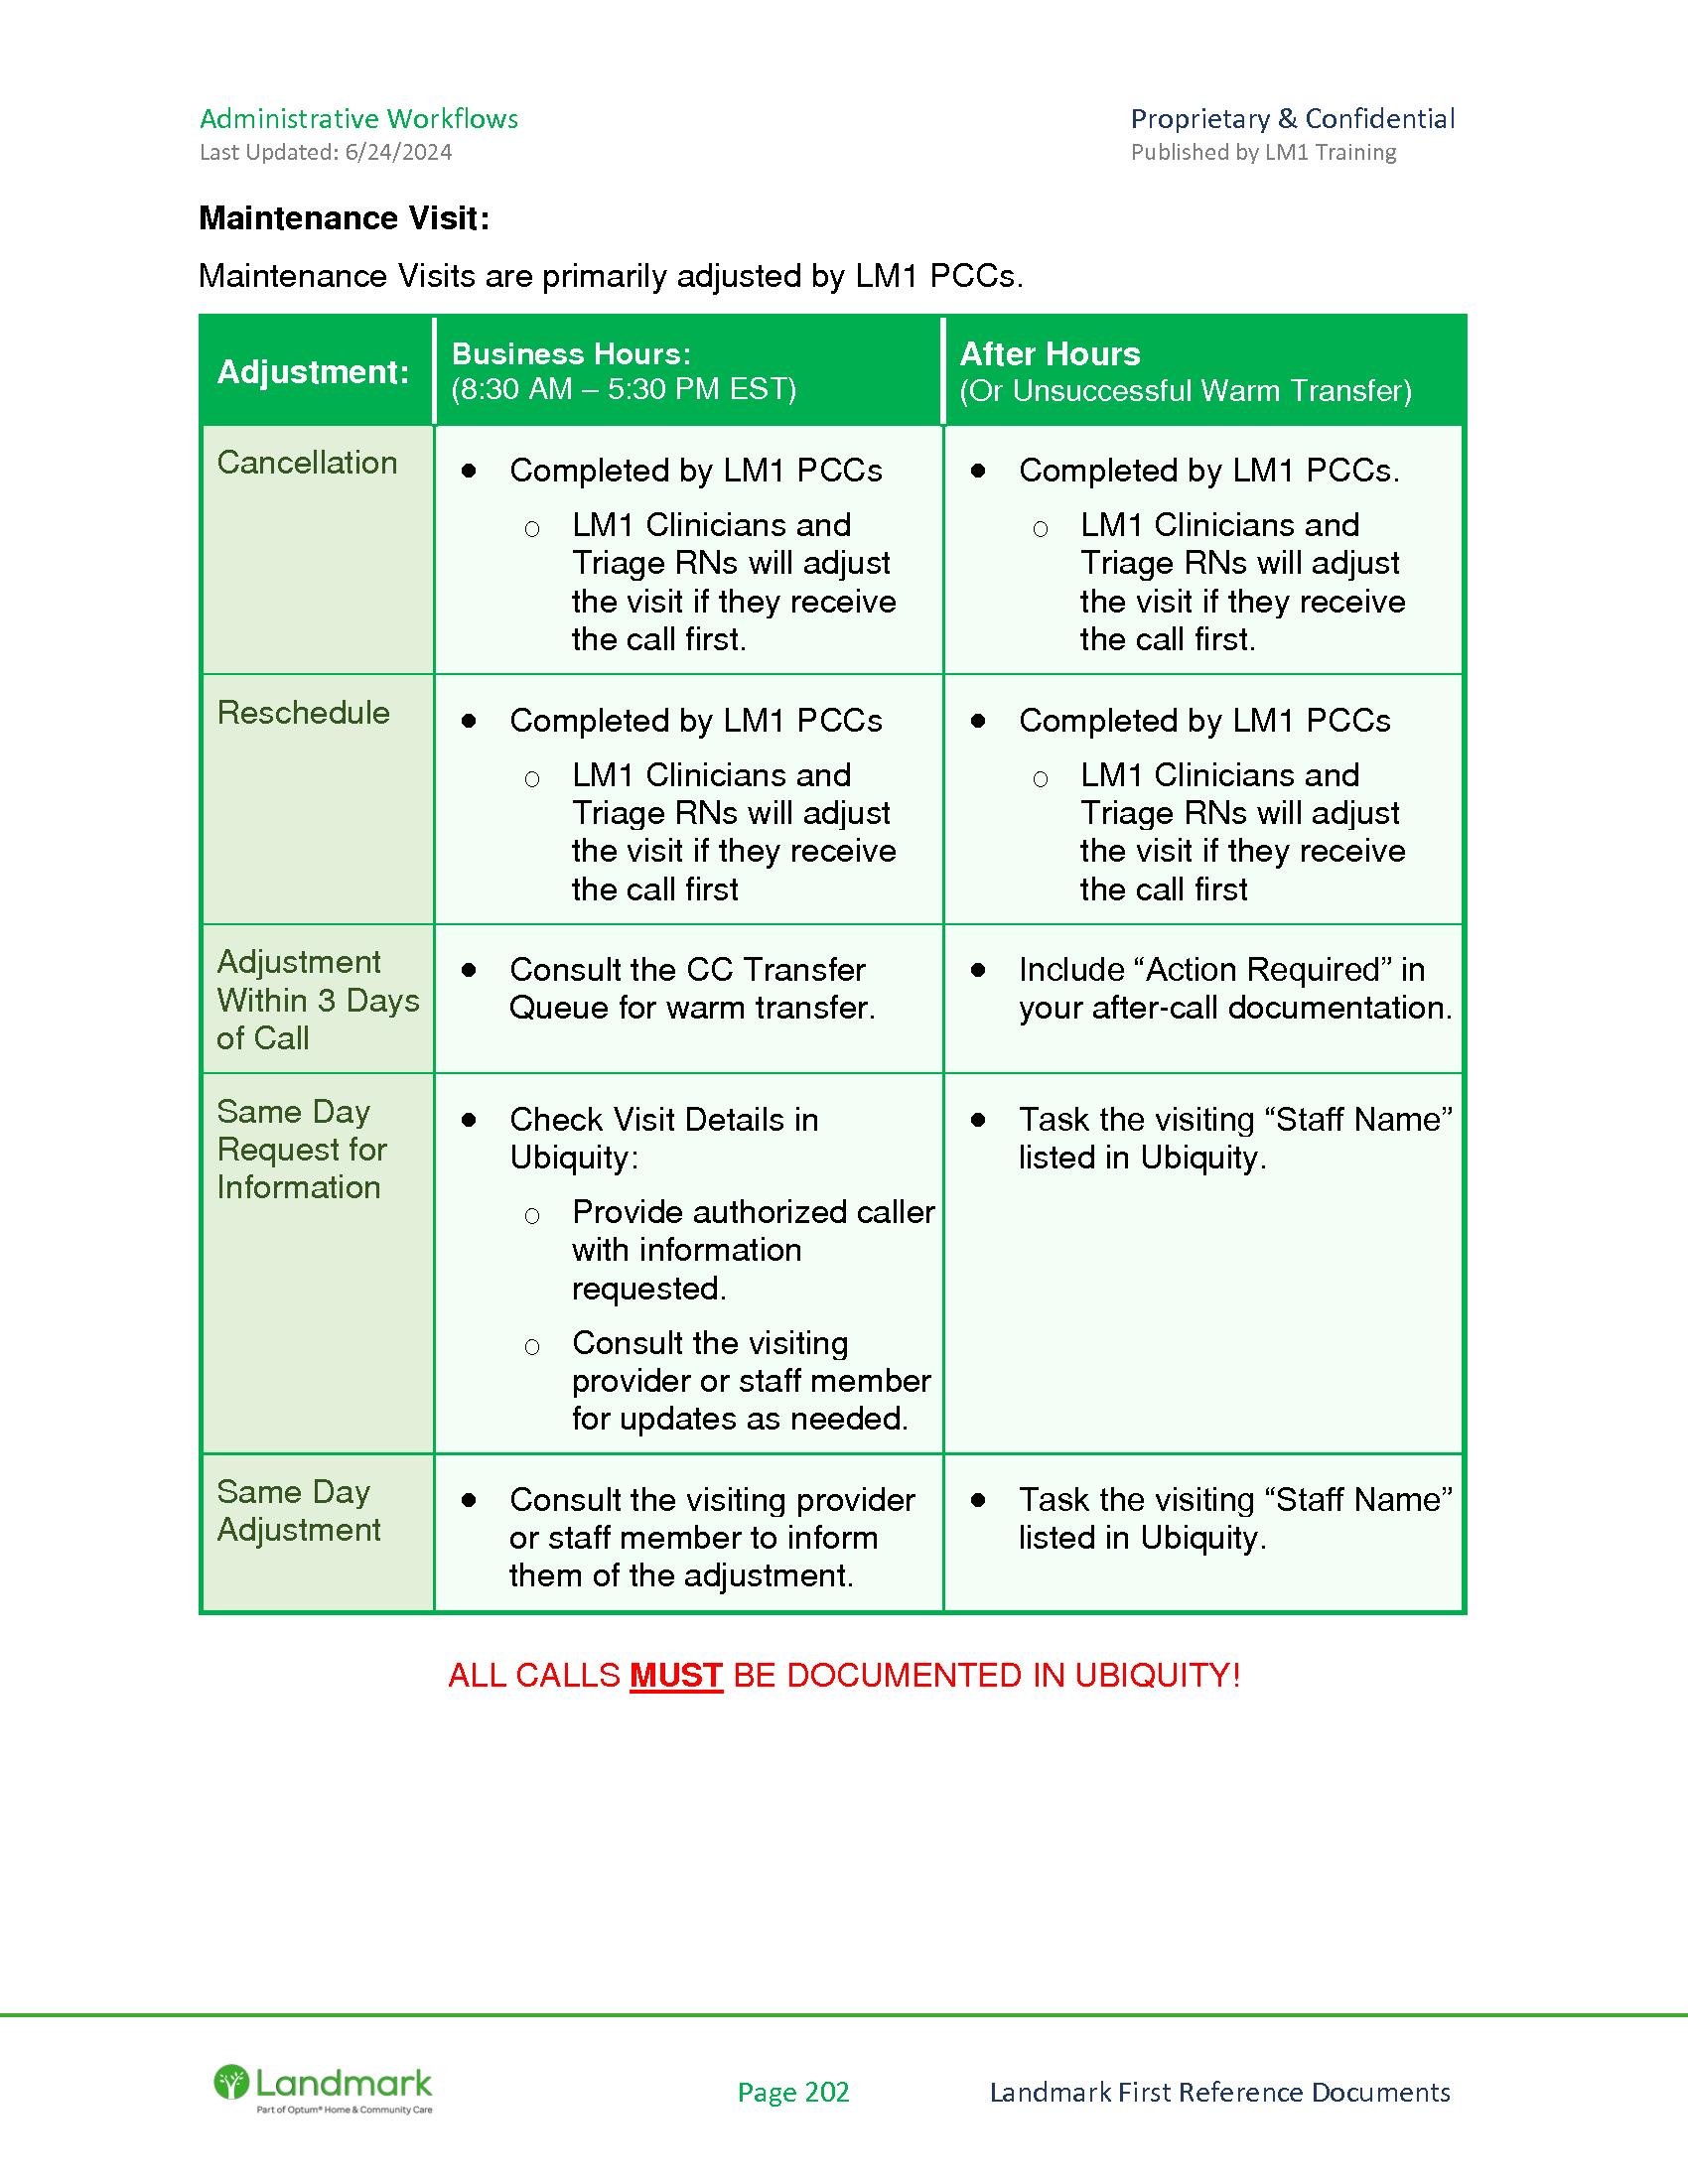 Administrative Workflows
Proprietary & Confidential
Last Updated: 6/24/2024
Published by LM1 Training
Maintenance Visit:
Maintenance Visits are primarily adjusted by LM1 PCCs.
Adjustment:
Business Hours:
(8:30 AM – 5:30 PM EST)
After Hours
(Or Unsuccessful Warm Transfer)
Cancellation
● Completed by LM1 PCCs
○ LM1 Clinicians and
Triage RNs will adjust
the visit if they receive
the call first.
● Completed by LM1 PCCs.
○ LM1 Clinicians and
Triage RNs will adjust
the visit if they receive
the call first.
Reschedule
● Completed by LM1 PCCs
○ LM1 Clinicians and
Triage RNs will adjust
the visit if they receive
the call first
● Completed by LM1 PCCs
○ LM1 Clinicians and
Triage RNs will adjust
the visit if they receive
the call first
Adjustment
Within 3 Days
of Call
● Consult the CC Transfer
Queue for warm transfer.
● Include “Action Required” in
your after-call documentation.
Same Day
Request for
Information
● Check Visit Details in
Ubiquity:
○ Provide authorized caller
with information
requested.
○ Consult the visiting
provider or staff member
for updates as needed.
● Task the visiting “Staff Name”
listed in Ubiquity.
Same Day
Adjustment
● Consult the visiting provider
or staff member to inform
them of the adjustment.
● Task the visiting “Staff Name”
listed in Ubiquity.
ALL CALLS MUST BE DOCUMENTED IN UBIQUITY!
Landmark
Part of Optum® Home & Community Care
Page 202
Landmark First Reference Documents